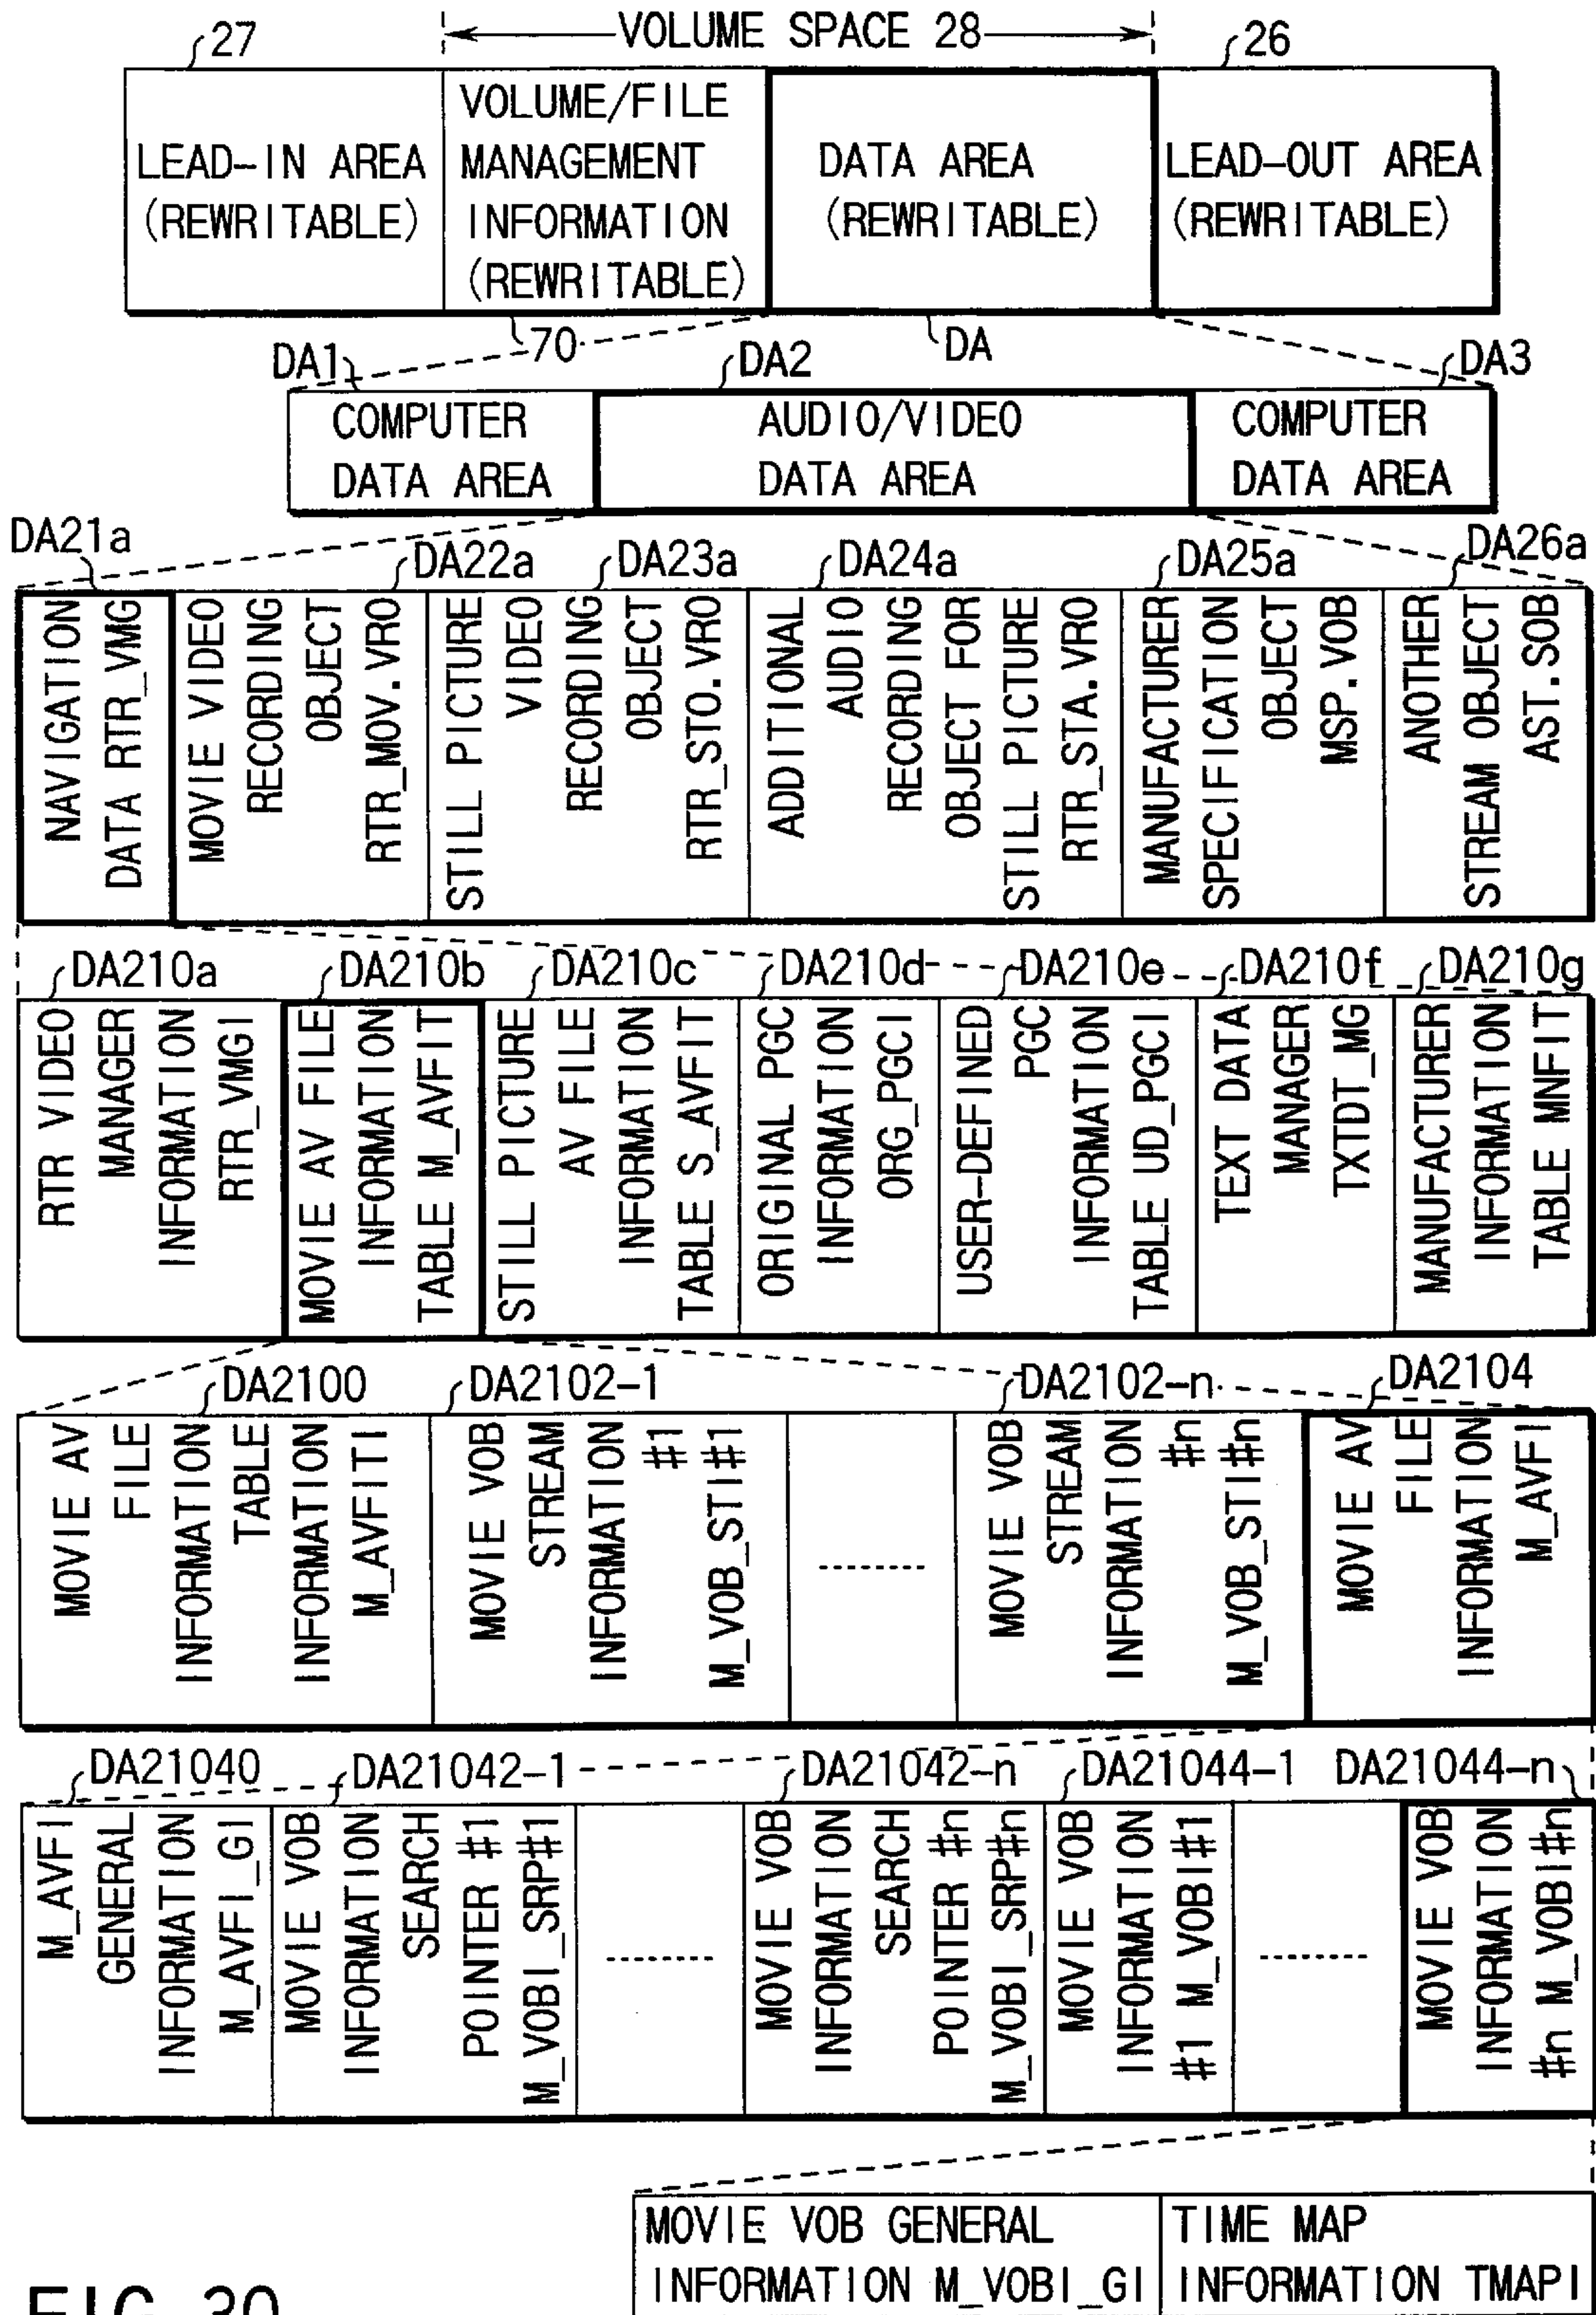 27
VOLUME SPACE 28
26
LEAD-IN AREA
(REWRITABLE)
VOLUME/FILE
MANAGEMENT
INFORMATION
(REWRITABLE)
DATA AREA
(REWRITABLE)
LEAD-OUT AREA
(REWRITABLE)
70
DA
DA1
DA2
DA3
COMPUTER
DATA AREA
AUDIO/VIDEO
DATA AREA
COMPUTER
DATA AREA
DA21a
DA22a
DA23a
DA24a
DA25a
DA26a
NAVIGATION
DATA RTR_VMG
MOVIE VIDEO
RECORDING
OBJECT
RTR_MOV.VRO
STILL PICTURE
VIDEO
RECORDING
OBJECT
RTR_STO.VRO
ADDITIONAL
AUDIO
RECORDING
OBJECT FOR
STILL PICTURE
RTR_STA.VRO
MANUFACTURER
SPECIFICATION
OBJECT
MSP.VOB
ANOTHER
STREAM OBJECT
AST.SOB
DA210a
DA210b
DA210c
DA210d
DA210e
DA210f
DA210g
RTR VIDEO
MANAGER
INFORMATION
RTR_VMGI
MOVIE AV FILE
INFORMATION
TABLE M_AVFIT
STILL PICTURE
AV FILE
INFORMATION
TABLE S_AVFIT
ORIGINAL PGC
INFORMATION
ORG_PGCI
USER-DEFINED
PGC
INFORMATION
TABLE UD_PGCI
TEXT DATA
MANAGER
TXTDT_MG
MANUFACTURER
INFORMATION
TABLE MNFIT
DA2100
DA2102-1
DA2102-n
DA2104
MOVIE AV
FILE
INFORMATION
TABLE
INFORMATION
M_AVFITI
MOVIE VOB
STREAM
INFORMATION
#1
M_VOB_STI#1
MOVIE VOB
STREAM
INFORMATION
#n
M_VOB_STI#n
MOVIE AV
FILE
INFORMATION
M_AVFI
DA21040
DA21042-1
DA21042-n
DA21044-1
DA21044-n
M_AVFI
GENERAL
INFORMATION
M_AVFI_GI
MOVIE VOB
INFORMATION
SEARCH
POINTER #1
M_VOBI_SRP#1
MOVIE VOB
INFORMATION
SEARCH
POINTER #n
M_VOBI_SRP#n
MOVIE VOB
INFORMATION
#1 M_VOBI#1
MOVIE VOB
INFORMATION
#n M_VOBI#n
MOVIE VOB GENERAL
INFORMATION M_VOBI_GI
TIME MAP
INFORMATION TMAPI
FIG. 30